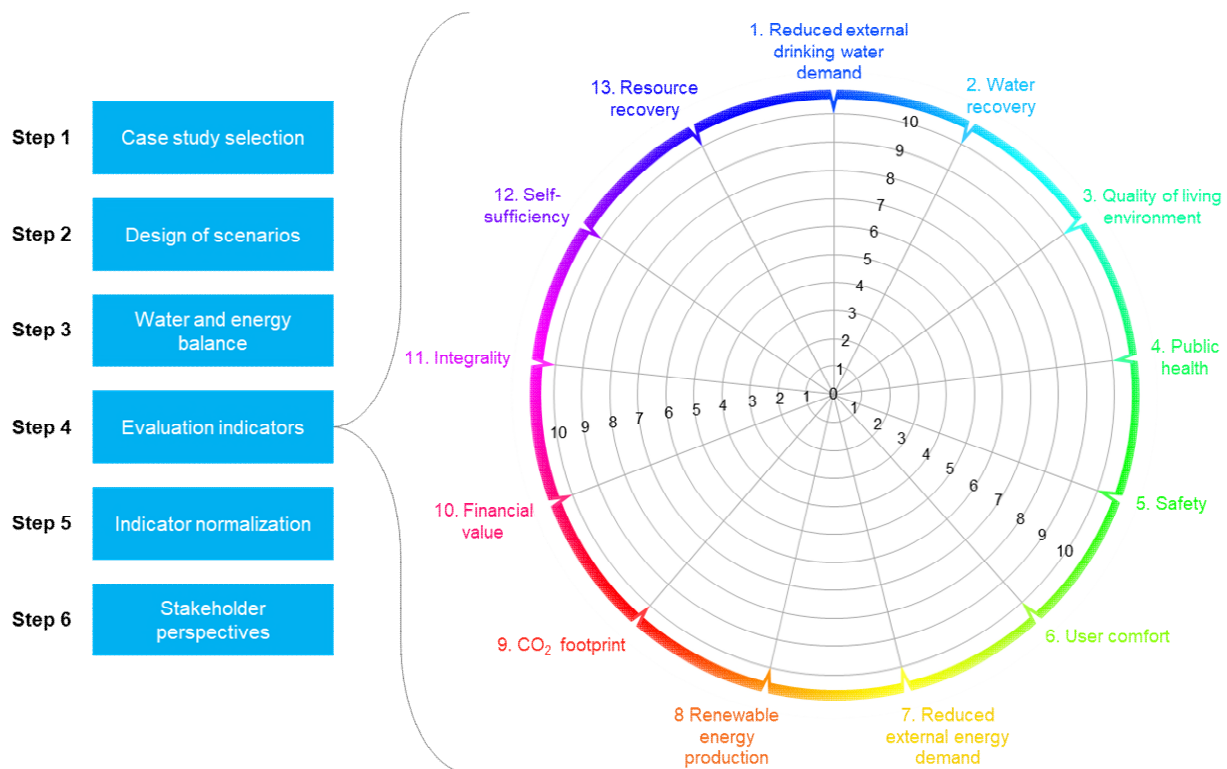 Step 1
Case study selection
Step 2
Design of scenarios
Step 3
Water and energy
balance
Step 4
Evaluation indicators
Step 5
Indicator normalization
Step 6
Stakeholder
perspectives
1. Reduced external
drinking water
demand
2. Water
recovery
3. Quality of living
environment
4. Public
health
5. Safety
6. User comfort
7. Reduced
external energy
demand
8 Renewable
energy
production
9. CO₂ footprint
10. Financial
value
11. Integrality
12. Self-
sufficiency
13. Resource
recovery
10
9
8
7
6
5
4
3
2
1
0
1
2
3
4
5
6
7
8
9
10
10 9 8 7 6 5 4 3 2 1